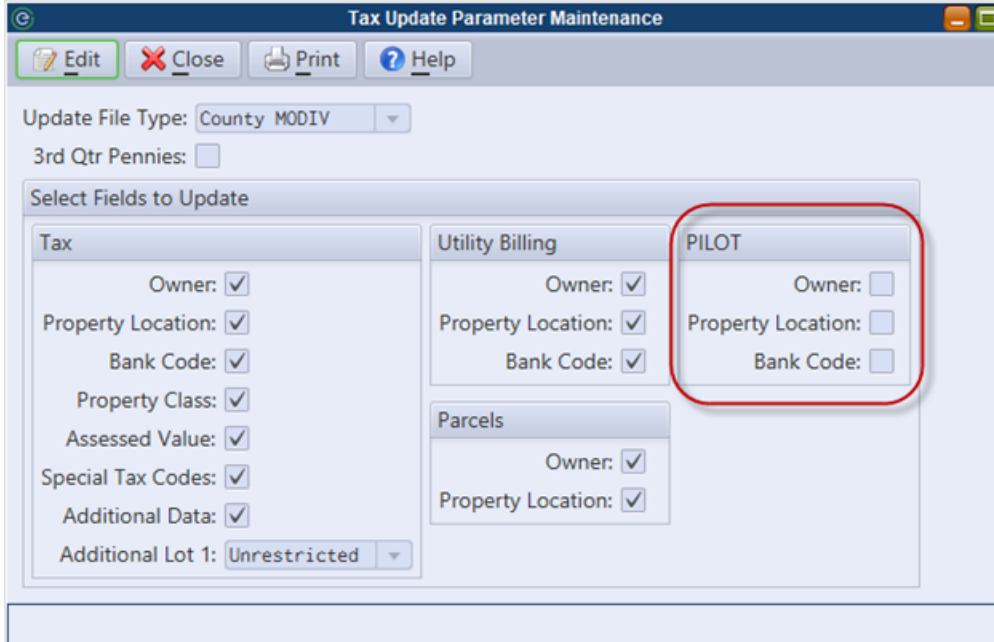 Tax Update Parameter Maintenance
Edit Close Print Help
Update File Type: County MODIV
3rd Qtr Pennies:
Select Fields to Update
Tax
Owner:
Property Location:
Bank Code:
Property Class:
Assessed Value:
Special Tax Codes:
Additional Data:
Additional Lot 1: Unrestricted
Utility Billing
Owner:
Property Location:
Bank Code:
Parcels
Owner:
Property Location:
PILOT
Owner:
Property Location:
Bank Code: